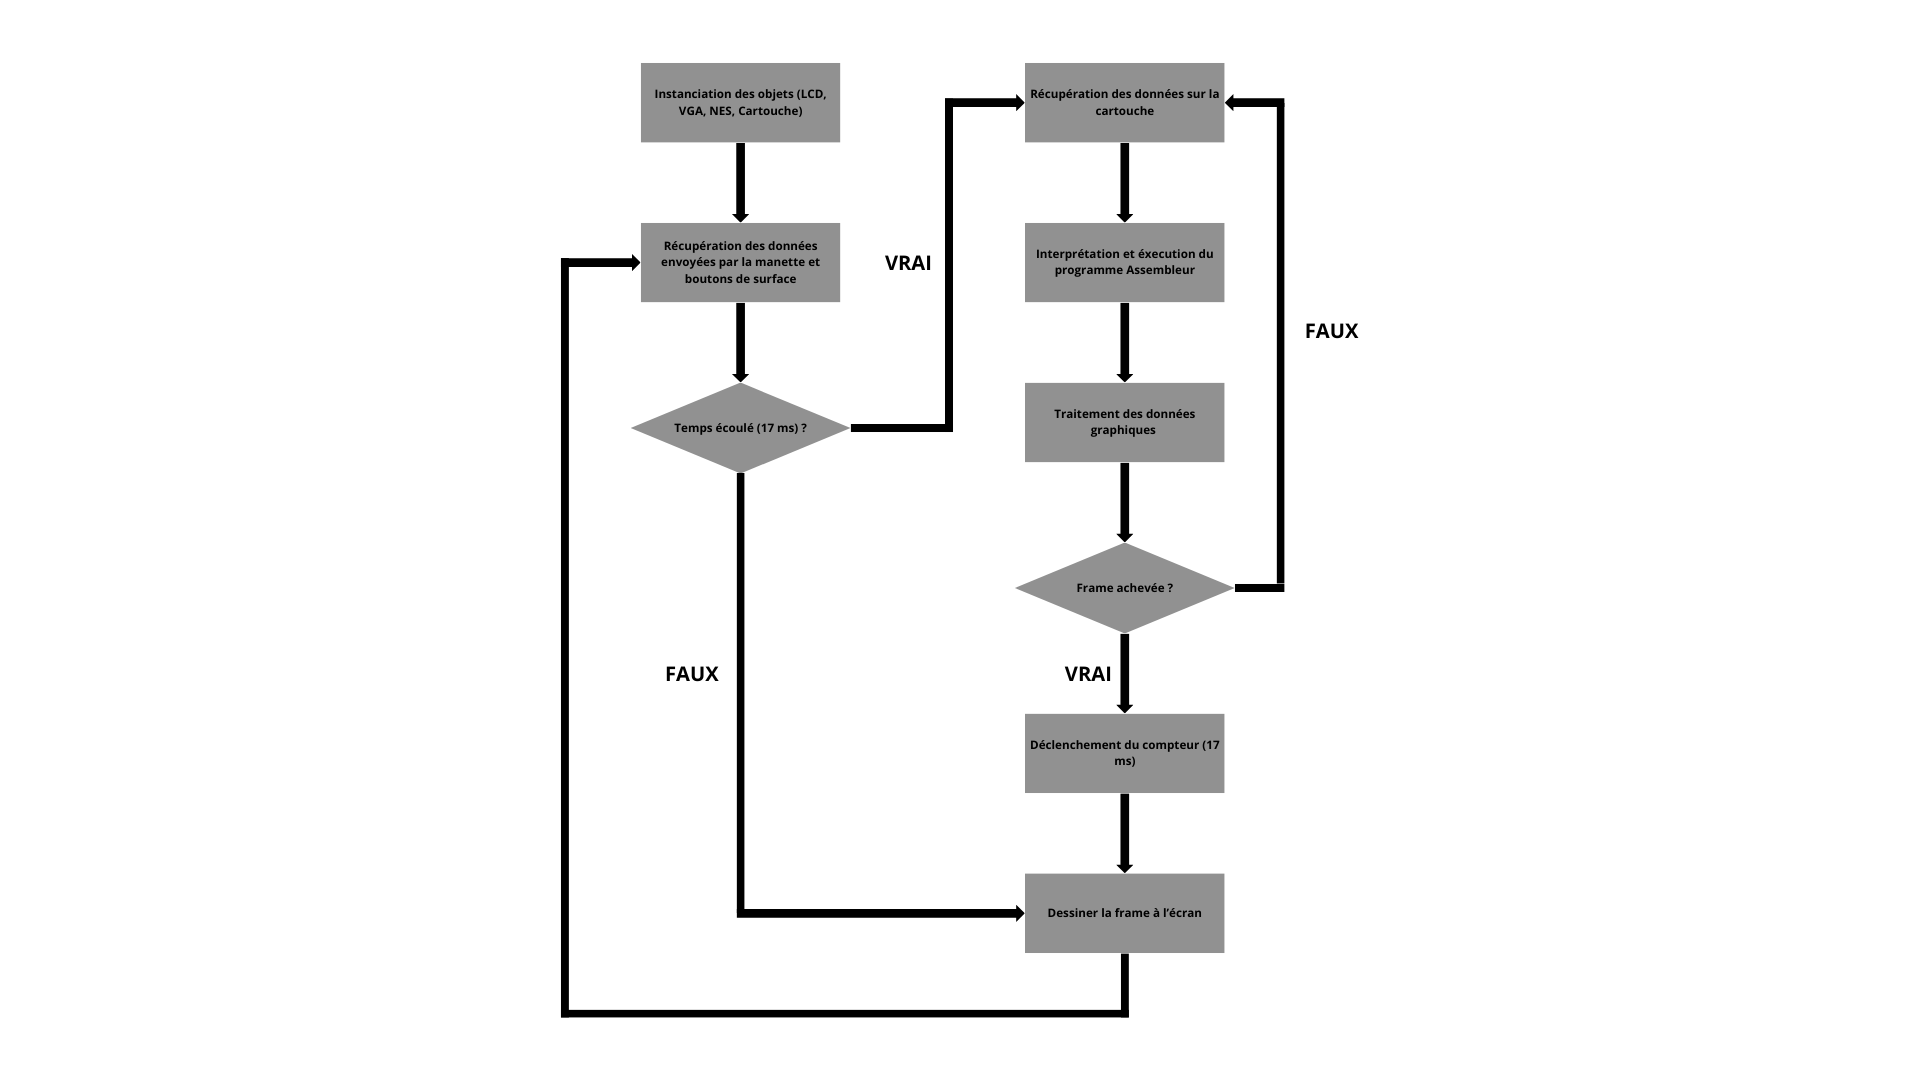 Instanciation des objets (LCD,
VGA, NES, Cartouche)
Récupération des données
envoyées par la manette et
boutons de surface
Temps écoulé (17 ms) ?
VRAI
FAUX
Récupération des données sur la
cartouche
Interprétation et éxecution du
programme Assembleur
Traitement des données
graphiques
Frame achevée ?
FAUX
VRAI
Déclenchement du compteur (17
ms)
Dessiner la frame à l’écran